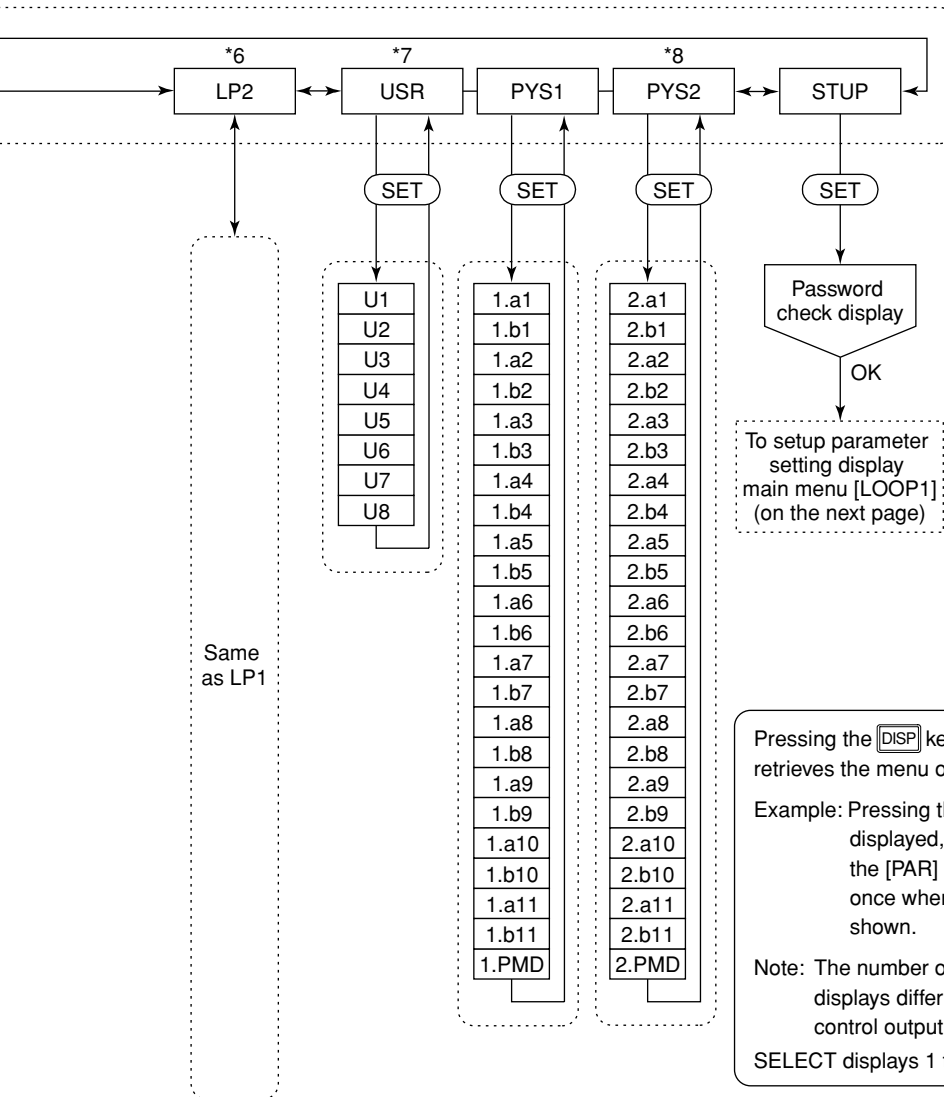 *6
*7
*8
LP2
USR
PYS1
PYS2
STUP
SET
SET
SET
SET
Same
as LP1
U1
U2
U3
U4
U5
U6
U7
U8
1.a1
1.b1
1.a2
1.b2
1.a3
1.b3
1.a4
1.b4
1.a5
1.b5
1.a6
1.b6
1.a7
1.b7
1.a8
1.b8
1.a9
1.b9
1.a10
1.b10
1.a11
1.b11
1.PMD
2.a1
2.b1
2.a2
2.b2
2.a3
2.b3
2.a4
2.b4
2.a5
2.b5
2.a6
2.b6
2.a7
2.b7
2.a8
2.b8
2.a9
2.b9
2.a10
2.b10
2.a11
2.b11
2.PMD
Password
check display
OK
To setup parameter
setting display
main menu [LOOP1]
(on the next page)
Pressing the DISP
retrieves the menu
Example: Pressing
displayed,
the [PAR]
once
shown.
Note: The number
displays
control output
SELECT displays 1